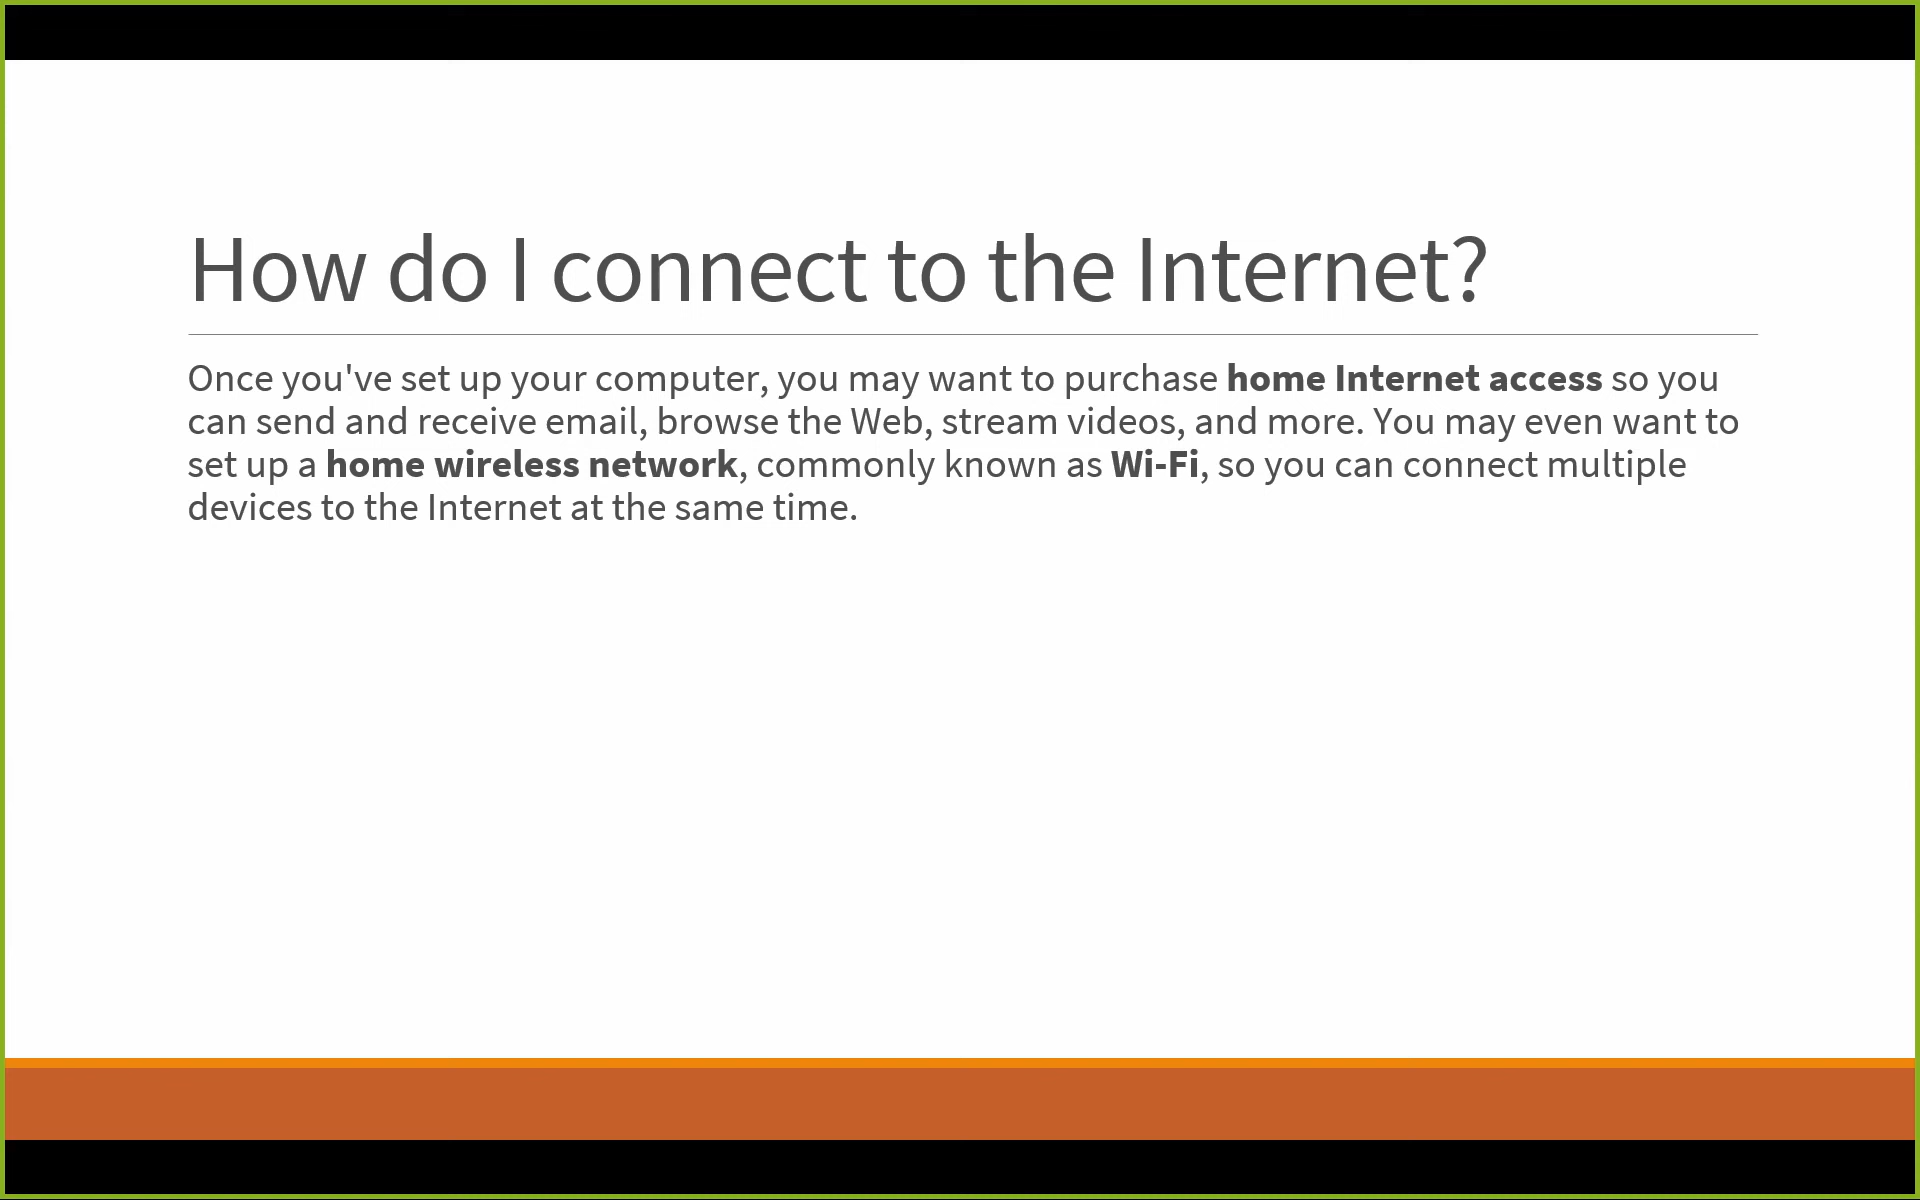 How do I connect to the Internet?
Once you've set up your computer, you may want to purchase home Internet access so you
can send and receive email, browse the Web, stream videos, and more. You may even want to
set up a home wireless network, commonly known as Wi-Fi, so you can connect multiple
devices to the Internet at the same time.